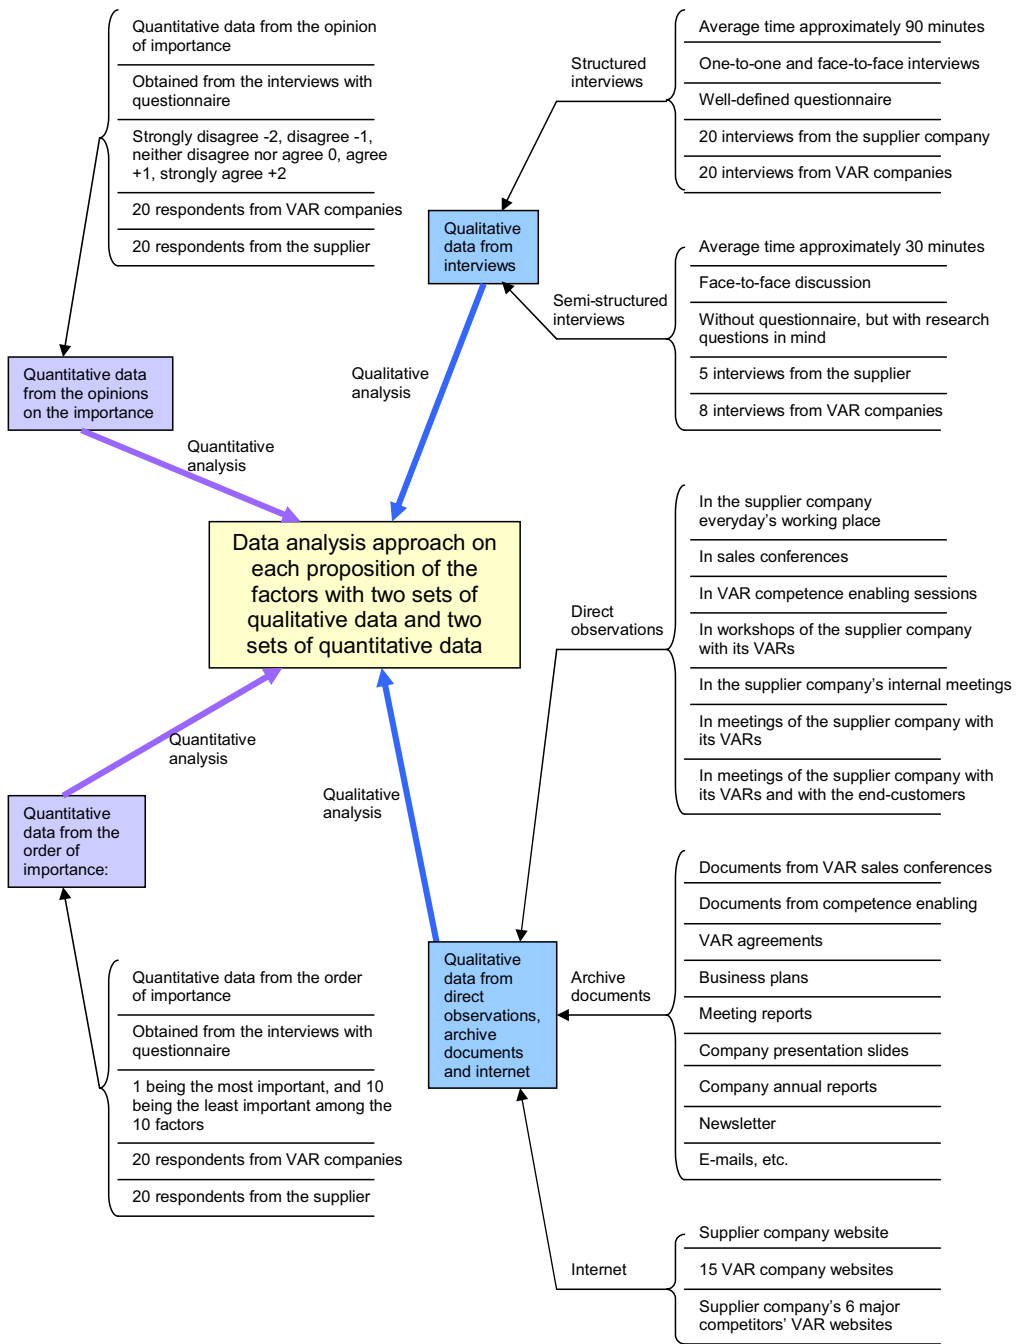 Quantitative data from the opinion
of importance
Obtained from the interviews with
questionnaire
Strongly disagree -2, disagree -1,
neither disagree nor agree 0, agree
+1, strongly agree +2
20 respondents from VAR companies
20 respondents from the supplier
Quantitative data
from the opinions
on the importance
Quantitative
analysis
Structured
interviews
Average time approximately 90 minutes
One-to-one and face-to-face interviews
Well-defined questionnaire
20 interviews from the supplier company
20 interviews from VAR companies
Qualitative
data from
interviews
Semi-structured
interviews
Average time approximately 30 minutes
Face-to-face discussion
Without questionnaire, but with research
questions in mind
5 interviews from the supplier
8 interviews from VAR companies
Qualitative
analysis
Data analysis approach on
each proposition of the
factors with two sets of
qualitative data and two
sets of quantitative data
Direct
observations
In the supplier company
everyday's working place
In sales conferences
In VAR competence enabling sessions
In workshops of the supplier company
with its VARs
In the supplier company's internal meetings
In meetings of the supplier company with
its VARs
In meetings of the supplier company with
its VARs and with the end-customers
Quantitative
analysis
Qualitative
analysis
Quantitative
data from the
order of
importance:
Quantitative data from the order
of importance
Obtained from the interviews with
questionnaire
1 being the most important, and 10
being the least important among the
10 factors
20 respondents from VAR companies
20 respondents from the supplier
Qualitative
data from
direct
observations,
archive
documents
and internet
Archive
documents
Documents from VAR sales conferences
Documents from competence enabling
VAR agreements
Business plans
Meeting reports
Company presentation slides
Company annual reports
Newsletter
E-mails, etc.
Internet
Supplier company website
15 VAR company websites
Supplier company's 6 major
competitors' VAR websites